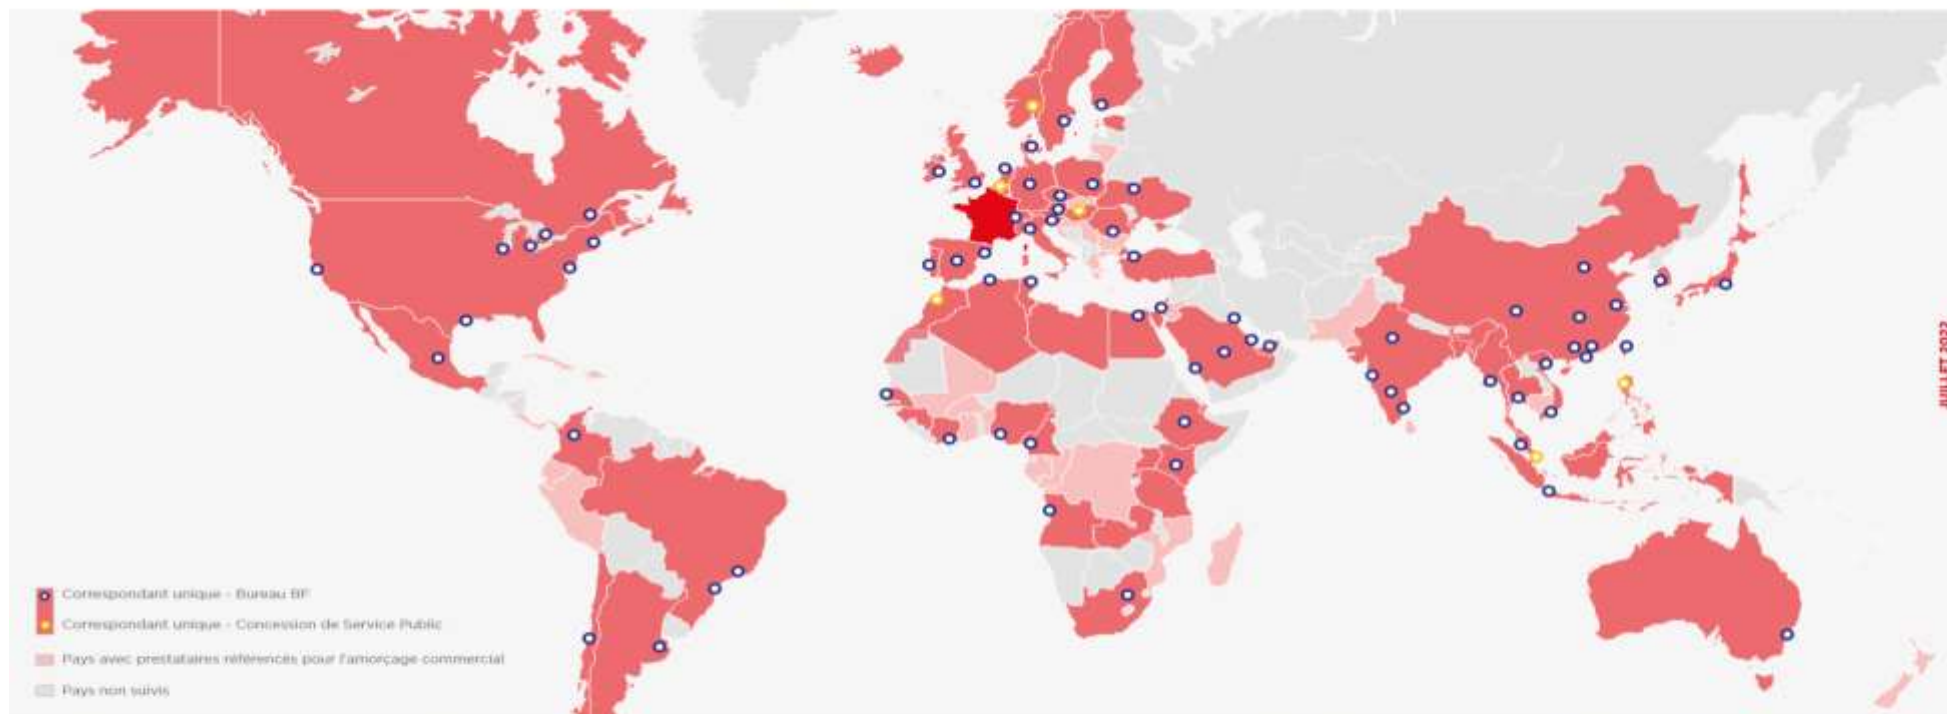 Correspondant unique - Bureau BF
Correspondant unique - Concession de Service Public
Pays avec prestataires référencés pour l'amorçage commercial
Pays non suivis
JUILLET 2022